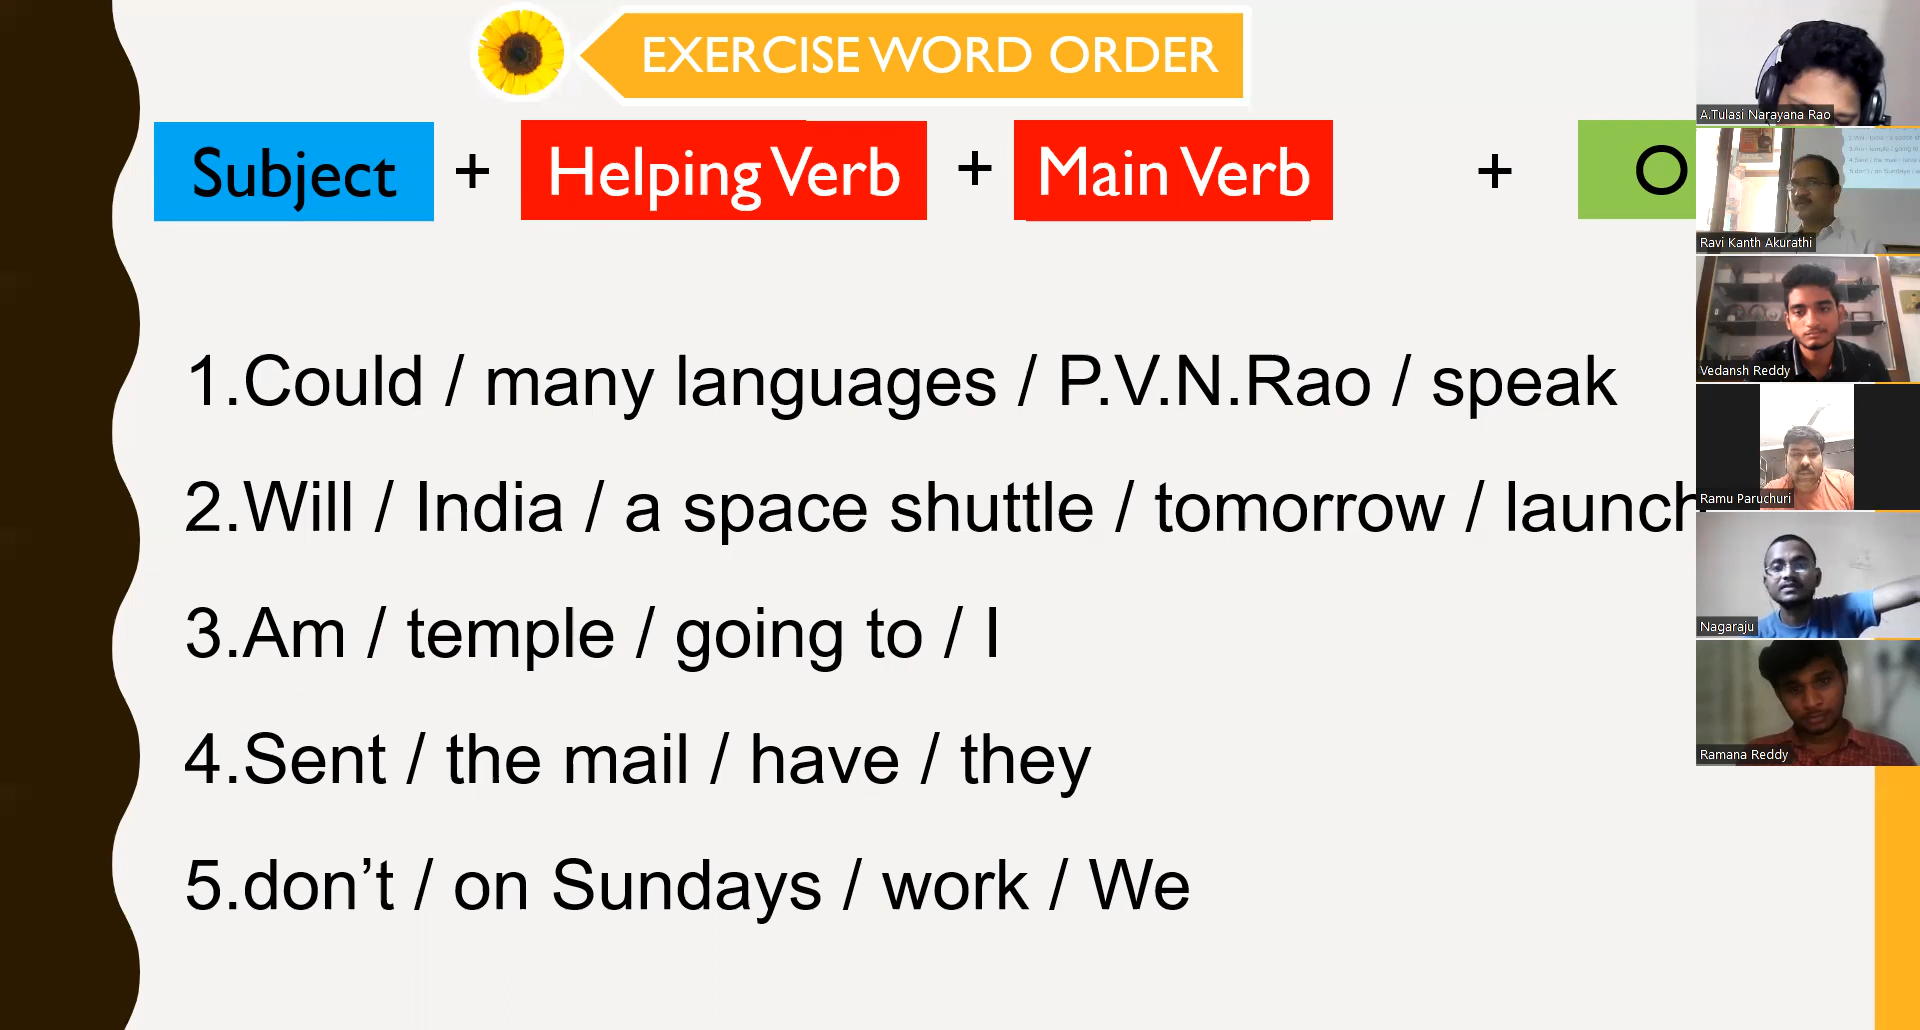 EXERCISE WORD ORDER
Subject + Helping Verb + Main Verb + O
1.Could / many languages / P.V.N.Rao / speak
2.Will / India / a space shuttle / tomorrow / launch
3.Am / temple / going to / I
4.Sent / the mail / have / they
5.don’t / on Sundays / work / We
A.Tulasi Narayana Rao
Ravi Kanth Akurathi
Vedansh Reddy
Ramu Paruchuri
Nagaraju
Ramana Reddy